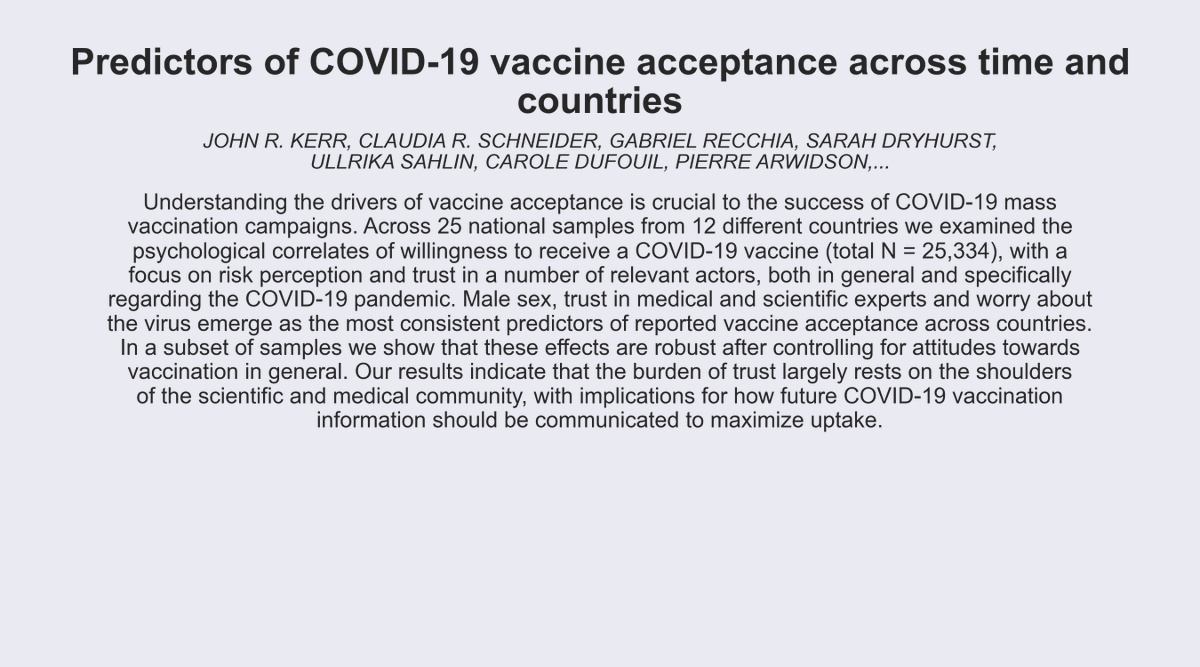 Predictors of COVID-19 vaccine acceptance across time and
countries
JOHN R. KERR, CLAUDIA R. SCHNEIDER, GABRIEL RECCHIA, SARAH DRYHURST,
ULLRIKA SAHLIN, CAROLE DUFOUIL, PIERRE ARWIDSON,...
Understanding the drivers of vaccine acceptance is crucial to the success of COVID-19 mass
vaccination campaigns. Across 25 national samples from 12 different countries we examined the
psychological correlates of willingness to receive a COVID-19 vaccine (total N = 25,334), with a
focus on risk perception and trust in a number of relevant actors, both in general and specifically
regarding the COVID-19 pandemic. Male sex, trust in medical and scientific experts and worry about
the virus emerge as the most consistent predictors of reported vaccine acceptance across countries.
In a subset of samples we show that these effects are robust after controlling for attitudes towards
vaccination in general. Our results indicate that the burden of trust largely rests on the shoulders
of the scientific and medical community, with implications for how future COVID-19 vaccination
information should be communicated to maximize uptake.